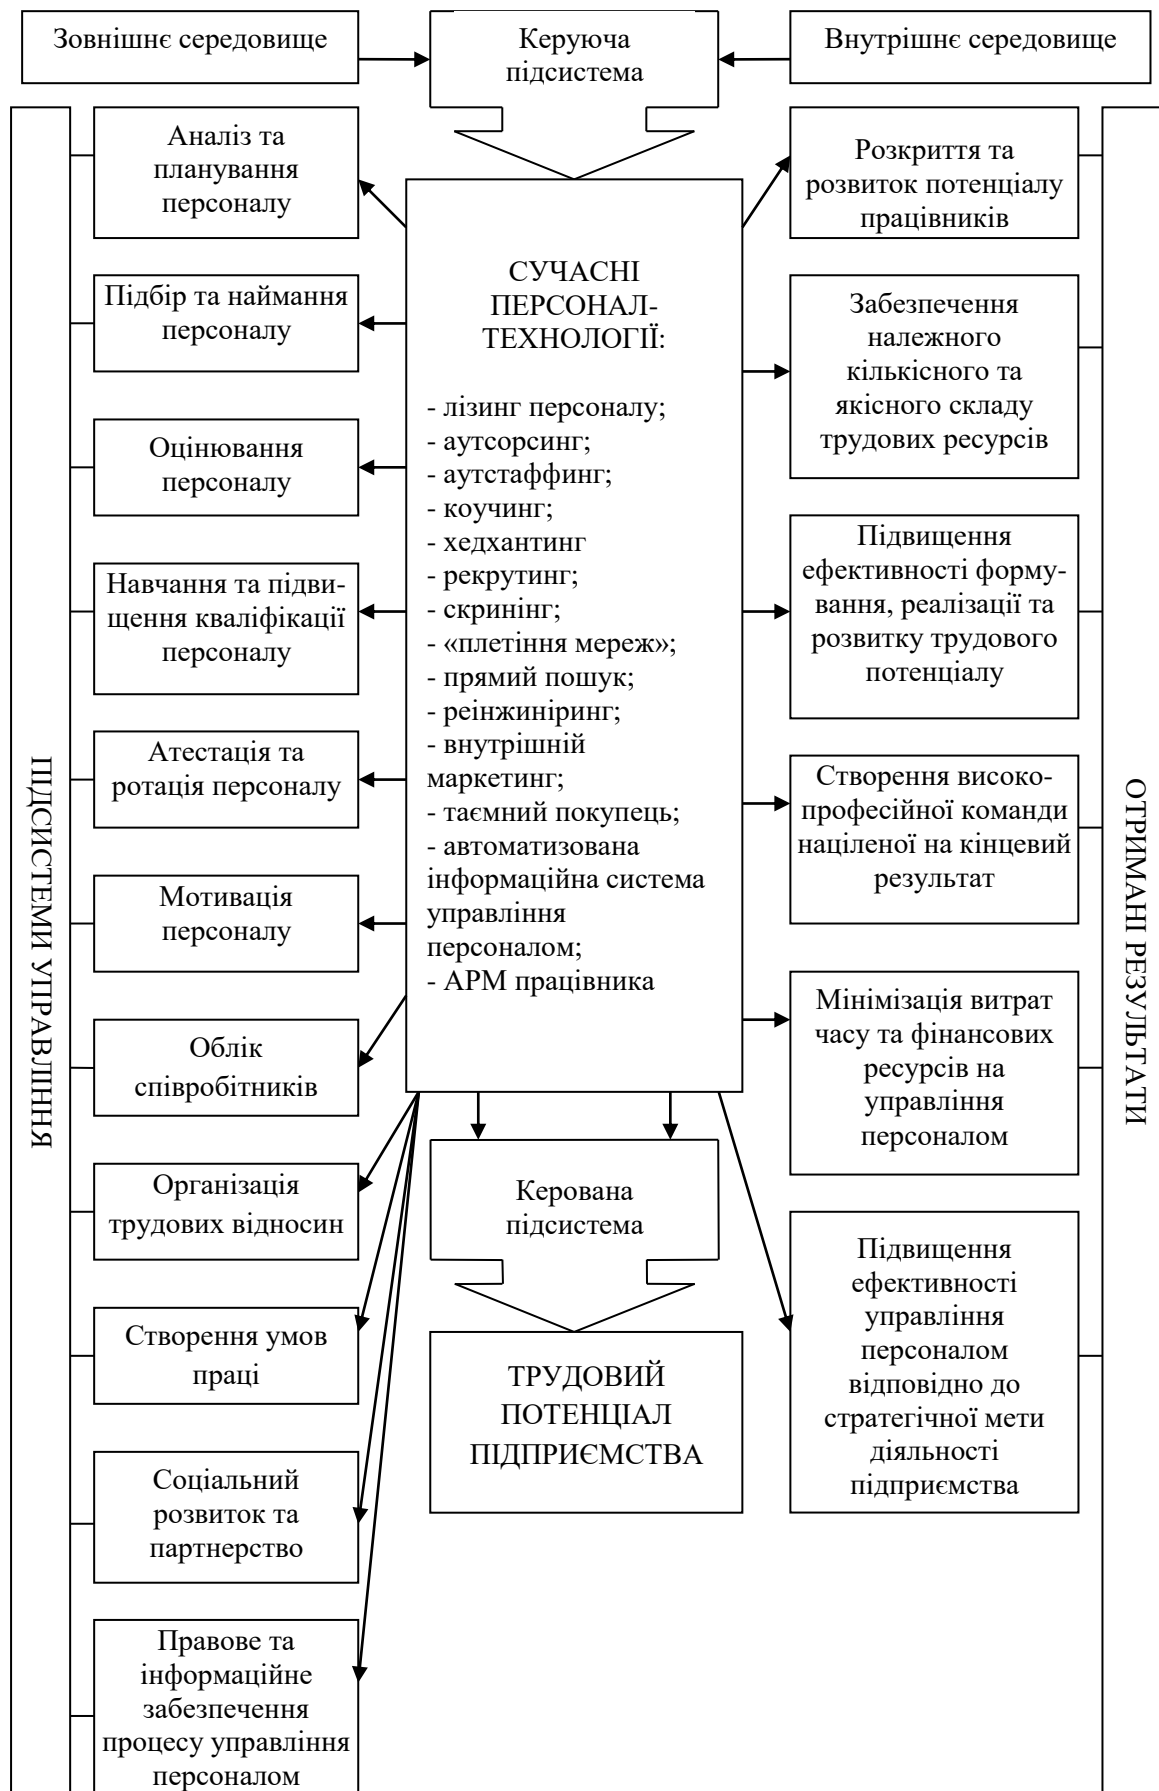 Зовнішнє середовище
Керуюча
підсистема
Внутрішнє середовище
ПІДСИСТЕМИ УПРАВЛІННЯ
Аналіз та
планування
персоналу
Підбір та наймання
персоналу
Оцінювання
персоналу
Навчання та підви-
щення кваліфікації
персоналу
Атестація та
ротація персоналу
Мотивація
персоналу
Облік
співробітників
Організація
трудових відносин
Створення умов
праці
Соціальний
розвиток та
партнерство
Правове та
інформаційне
забезпечення
процесу управління
персоналом
СУЧАСНІ
ПЕРСОНАЛ-
ТЕХНОЛОГІЇ:
- лізинг персоналу;
- аутсорсинг;
- аутстаффинг;
- коучинг;
- хедхантинг
- рекрутинг;
- скринінг;
- «плетіння мереж»;
- прямий пошук;
- реінжиніринг;
- внутрішній
маркетинг;
- таємний покупець;
- автоматизована
інформаційна система
управління
персоналом;
- АРМ працівника
Керована
підсистема
ТРУДОВИЙ
ПОТЕНЦІАЛ
ПІДПРИЄМСТВА
Розкриття та
розвиток потенціалу
працівників
Забезпечення
належного
кількісного та
якісного складу
трудових ресурсів
Підвищення
ефективності форму-
вання, реалізації та
розвитку трудового
потенціалу
Створення високо-
професійної команди
націленої на кінцевий
результат
Мінімізація витрат
часу та фінансових
ресурсів на
управління
персоналом
Підвищення
ефективності
управління
персоналом
відповідно до
стратегічної мети
діяльності
підприємства
ОТРИМАНІ РЕЗУЛЬТАТИ